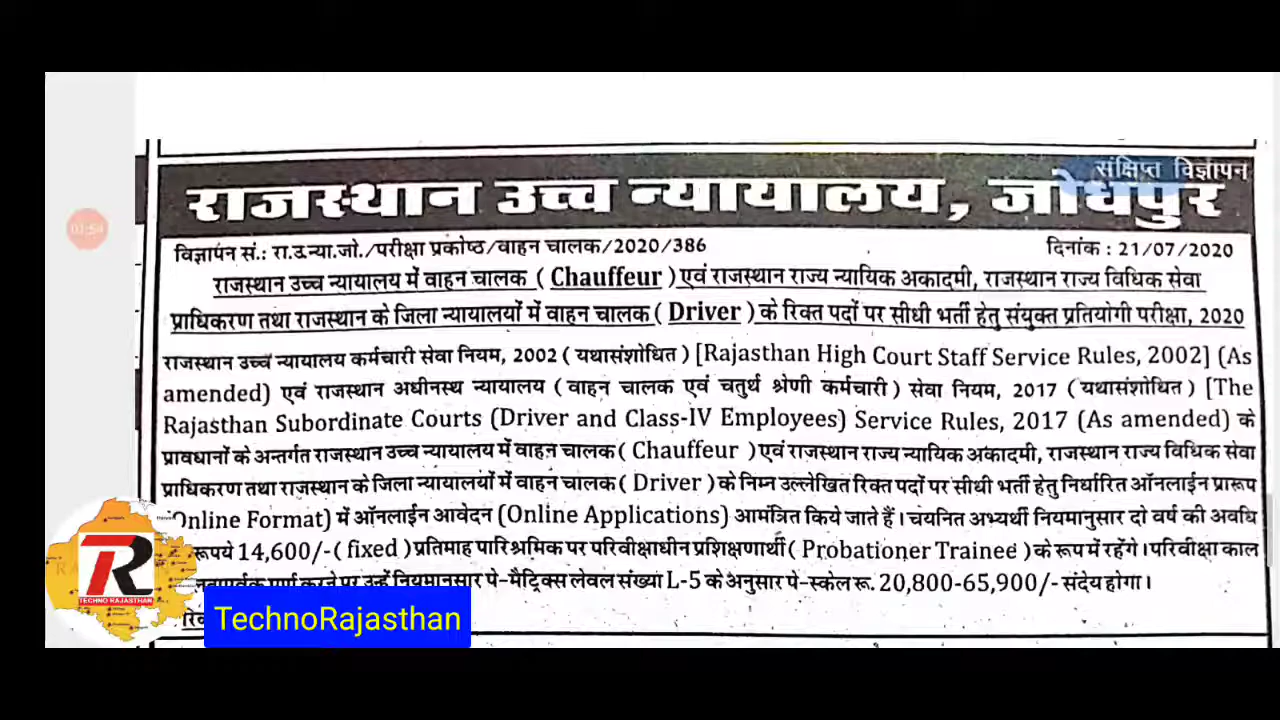 संक्षिप्त विज्ञापन
राजस्थान उच्च न्यायालय, जोधपुर
विज्ञापन सं.: रा.उ.न्या.जो./परीक्षा प्रकोष्ठ/वाहन चालक/2020/386 दिनांक : 21/07/2020
राजस्थान उच्च न्यायालय में वाहन चालक ( Chauffeur ) एवं राजस्थान राज्य न्यायिक अकादमी, राजस्थान राज्य विधिक सेवा
प्राधिकरण तथा राजस्थान के जिला न्यायालयों में वाहन चालक ( Driver ) के रिक्त पदों पर सीधी भर्ती हेतु संयुक्त प्रतियोगी परीक्षा, 2020
राजस्थान उच्च न्यायालय कर्मचारी सेवा नियम, 2002 ( यथासंशोधित ) [Rajasthan High Court Staff Service Rules, 2002] (As
amended) एवं राजस्थान अधीनस्थ न्यायालय ( वाहन चालक एवं चतुर्थ श्रेणी कर्मचारी ) सेवा नियम, 2017 ( यथासंशोधित ) [The
Rajasthan Subordinate Courts (Driver and Class-IV Employees) Service Rules, 2017 (As amended) के
प्रावधानों के अन्तर्गत राजस्थान उच्च न्यायालय में वाहन चालक ( Chauffeur ) एवं राजस्थान राज्य न्यायिक अकादमी, राजस्थान राज्य विधिक सेवा
प्राधिकरण तथा राजस्थान के जिला न्यायालयों में वाहन चालक ( Driver ) के निम्न उल्लेखित रिक्त पदों पर सीधी भर्ती हेतु निर्धारित ऑनलाईन प्रारूप
Online Format) में ऑनलाईन आवेदन (Online Applications) आमंत्रित किये जाते हैं। चयनित अभ्यर्थी नियमानुसार दो वर्ष की अवधि
रूपये 14,600/- ( fixed ) प्रतिमाह पारिश्रमिक पर परिवीक्षाधीन प्रशिक्षणार्थी ( Probationer Trainee ) के रूप में रहेंगे। परिवीक्षा काल
पूर्ण करने पर उन्हें नियमानुसार पे-मैट्रिक्स लेवल संख्या L-5 के अनुसार पे-स्केल रू. 20,800-65,900/- संदेय होगा।
TECHNO RAJASTHAN
TechnoRajasthan